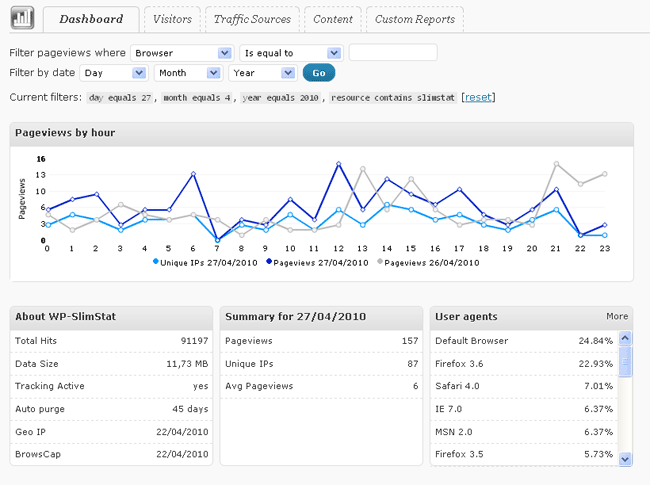 Dashboard Visitors Traffic Sources Content Custom Reports
Filter pageviews where Browser Is equal to
Filter by date Day Month Year Go
Current filters: day equals 27 , month equals 4 , year equals 2010 , resource contains slimstat [reset]
Pageviews by hour
Pageviews
16
13
10
6
3
0
0 1 2 3 4 5 6 7 8 9 10 11 12 13 14 15 16 17 18 19 20 21 22 23
Unique IPs 27/04/2010 Pageviews 27/04/2010 Pageviews 26/04/2010
About WP-SlimStat
Total Hits 91197
Data Size 11,73 MB
Tracking Active yes
Auto purge 45 days
Geo IP 22/04/2010
BrowsCap 22/04/2010
Summary for 27/04/2010
Pageviews 157
Unique IPs 87
Avg Pageviews 6
User agents More
Default Browser 24.84%
Firefox 3.6 22.93%
Safari 4.0 7.01%
IE 7.0 6.37%
MSN 2.0 6.37%
Firefox 3.5 5.73%